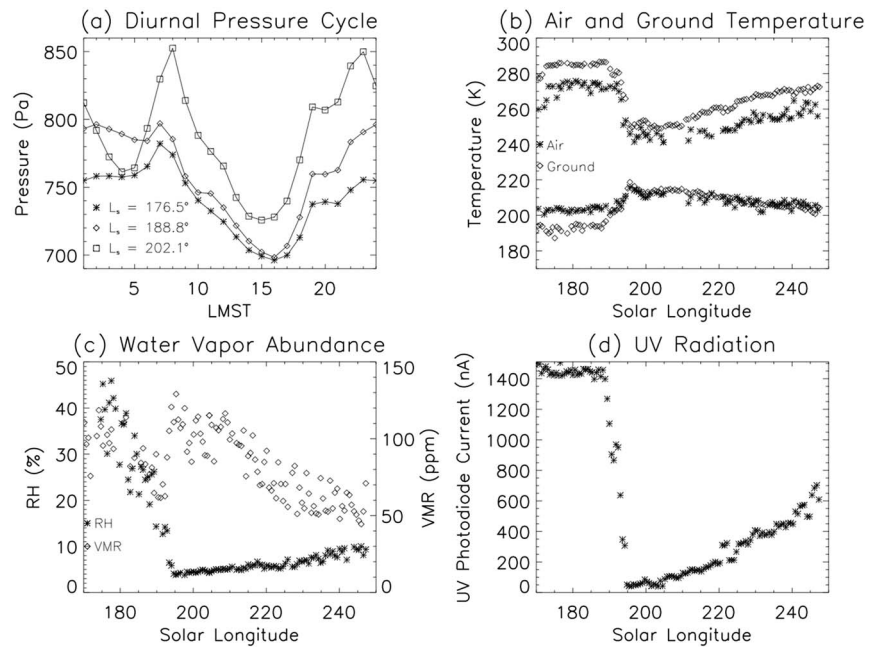 (a) Diurnal Pressure Cycle
Pressure (Pa)
850
800
750
700
* Ls = 176.5°
◇ Ls = 188.8°
□ Ls = 202.1°
5 10 15 20
LMST
(b) Air and Ground Temperature
Temperature (K)
300
280
260
240
220
200
180
Air
Ground
180 200 220 240
Solar Longitude
(c) Water Vapor Abundance
RH (%)
50
40
30
20
10
0
RH
VMR
150
100
50
0
VMR (ppm)
180 200 220 240
Solar Longitude
(d) UV Radiation
UV Photodiode Current (nA)
1400
1200
1000
800
600
400
200
0
180 200 220 240
Solar Longitude